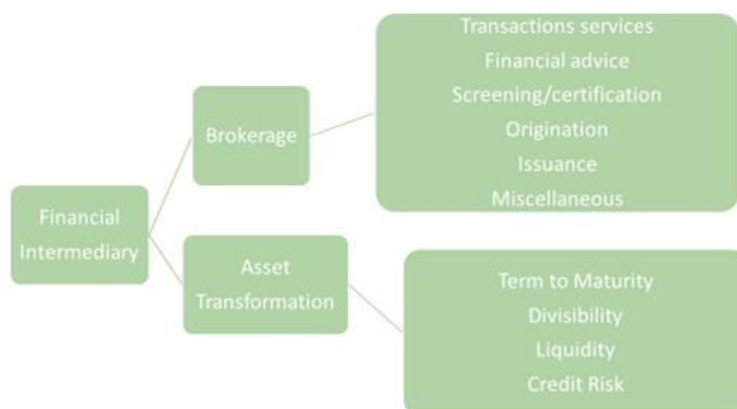 Financial
Intermediary
Brokerage
Transactions services
Financial advice
Screening/certification
Origination
Issuance
Miscellaneous
Asset
Transformation
Term to Maturity
Divisibility
Liquidity
Credit Risk